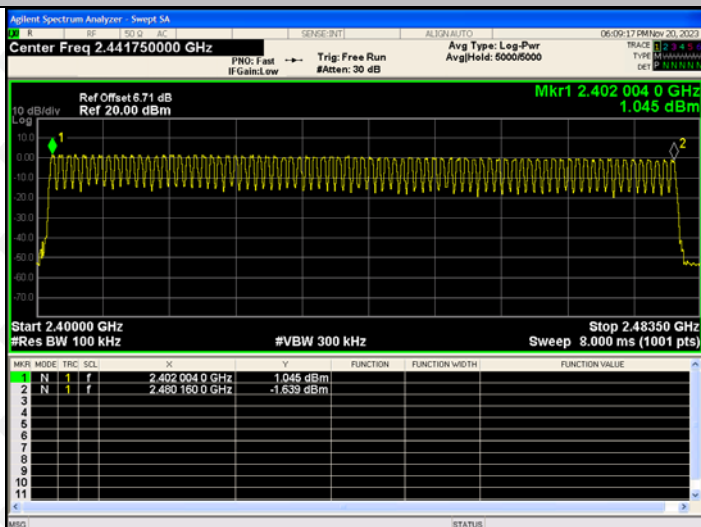 Agilent Spectrum Analyzer - Swept SA
R RF 50 Ω AC SENSE:INT ALIGN AUTO 06:09:17 PM Nov 20, 2023
Center Freq 2.441750000 GHz Avg Type: Log-Pwr TRACE 1 2 3 4 5 6
PNO: Fast Trig: Free Run Avg|Hold: 5000/5000 TYPE M
IFGain:Low #Atten: 30 dB DET P N N N N N
Mkr1 2.402 004 0 GHz
1.045 dBm
Ref Offset 6.71 dB
10 dB/div Ref 20.00 dBm
Log
10.0
0.00
-10.0
-20.0
-30.0
-40.0
-50.0
-60.0
-70.0
1
2
Start 2.40000 GHz Stop 2.48350 GHz
#Res BW 100 kHz #VBW 300 kHz Sweep 8.000 ms (1001 pts)
MKR MODE TRC SCL X Y FUNCTION FUNCTION WIDTH FUNCTION VALUE
1 N 1 f 2.402 004 0 GHz 1.045 dBm
2 N 1 f 2.480 160 0 GHz -1.639 dBm
3
4
5
6
7
8
9
10
11
MSG STATUS